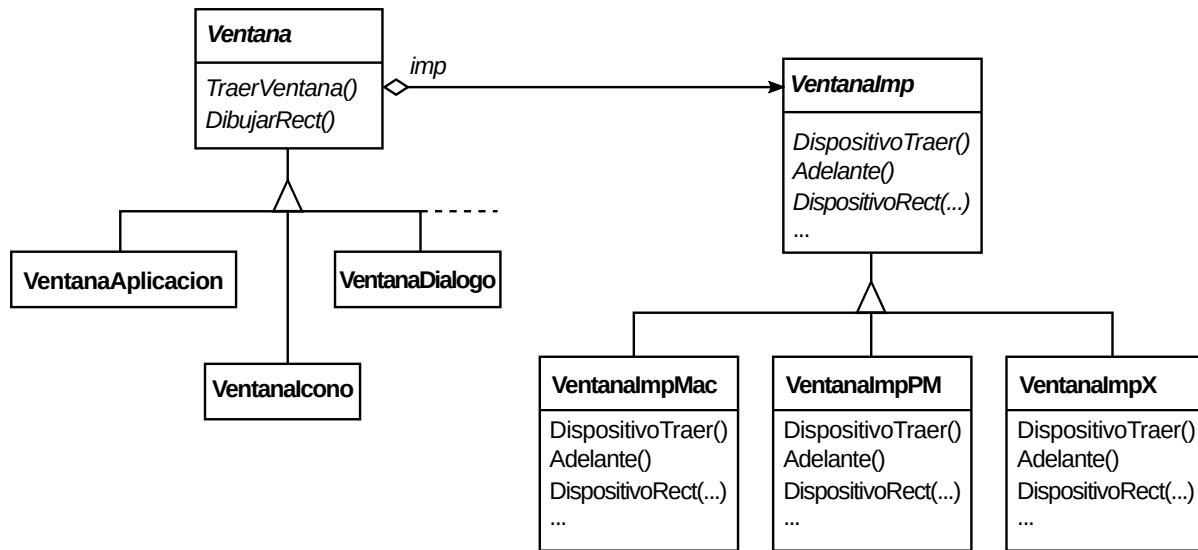 Ventana
TraerVentana()
DibujarRect()
imp
VentanaImp
DispositivoTraer()
Adelante()
DispositivoRect(...)
...
VentanaAplicacion
VentanaDialogo
VentanaIcono
VentanaImpMac
DispositivoTraer()
Adelante()
DispositivoRect(...)
...
VentanaImpPM
DispositivoTraer()
Adelante()
DispositivoRect(...)
...
VentanaImpX
DispositivoTraer()
Adelante()
DispositivoRect(...)
...